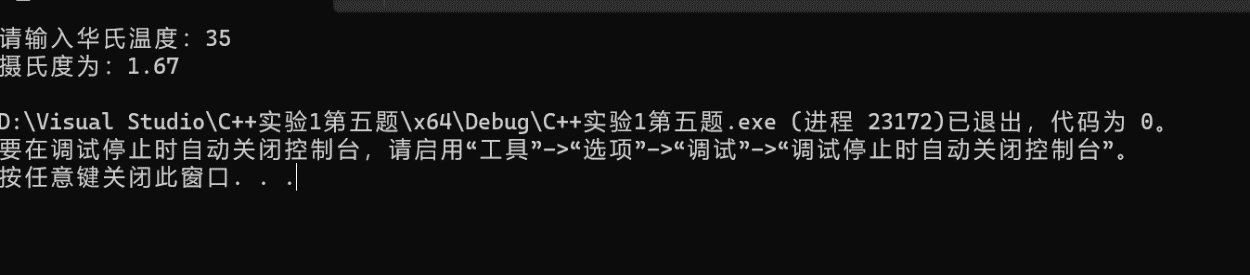 请输入华氏温度：35
摄氏度为：1.67
D:\Visual Studio\C++实验1第五题\x64\Debug\C++实验1第五题.exe (进程 23172)已退出，代码为 0。
要在调试停止时自动关闭控制台，请启用“工具”->“选项”->“调试”->“调试停止时自动关闭控制台”。
按任意键关闭此窗口. . .